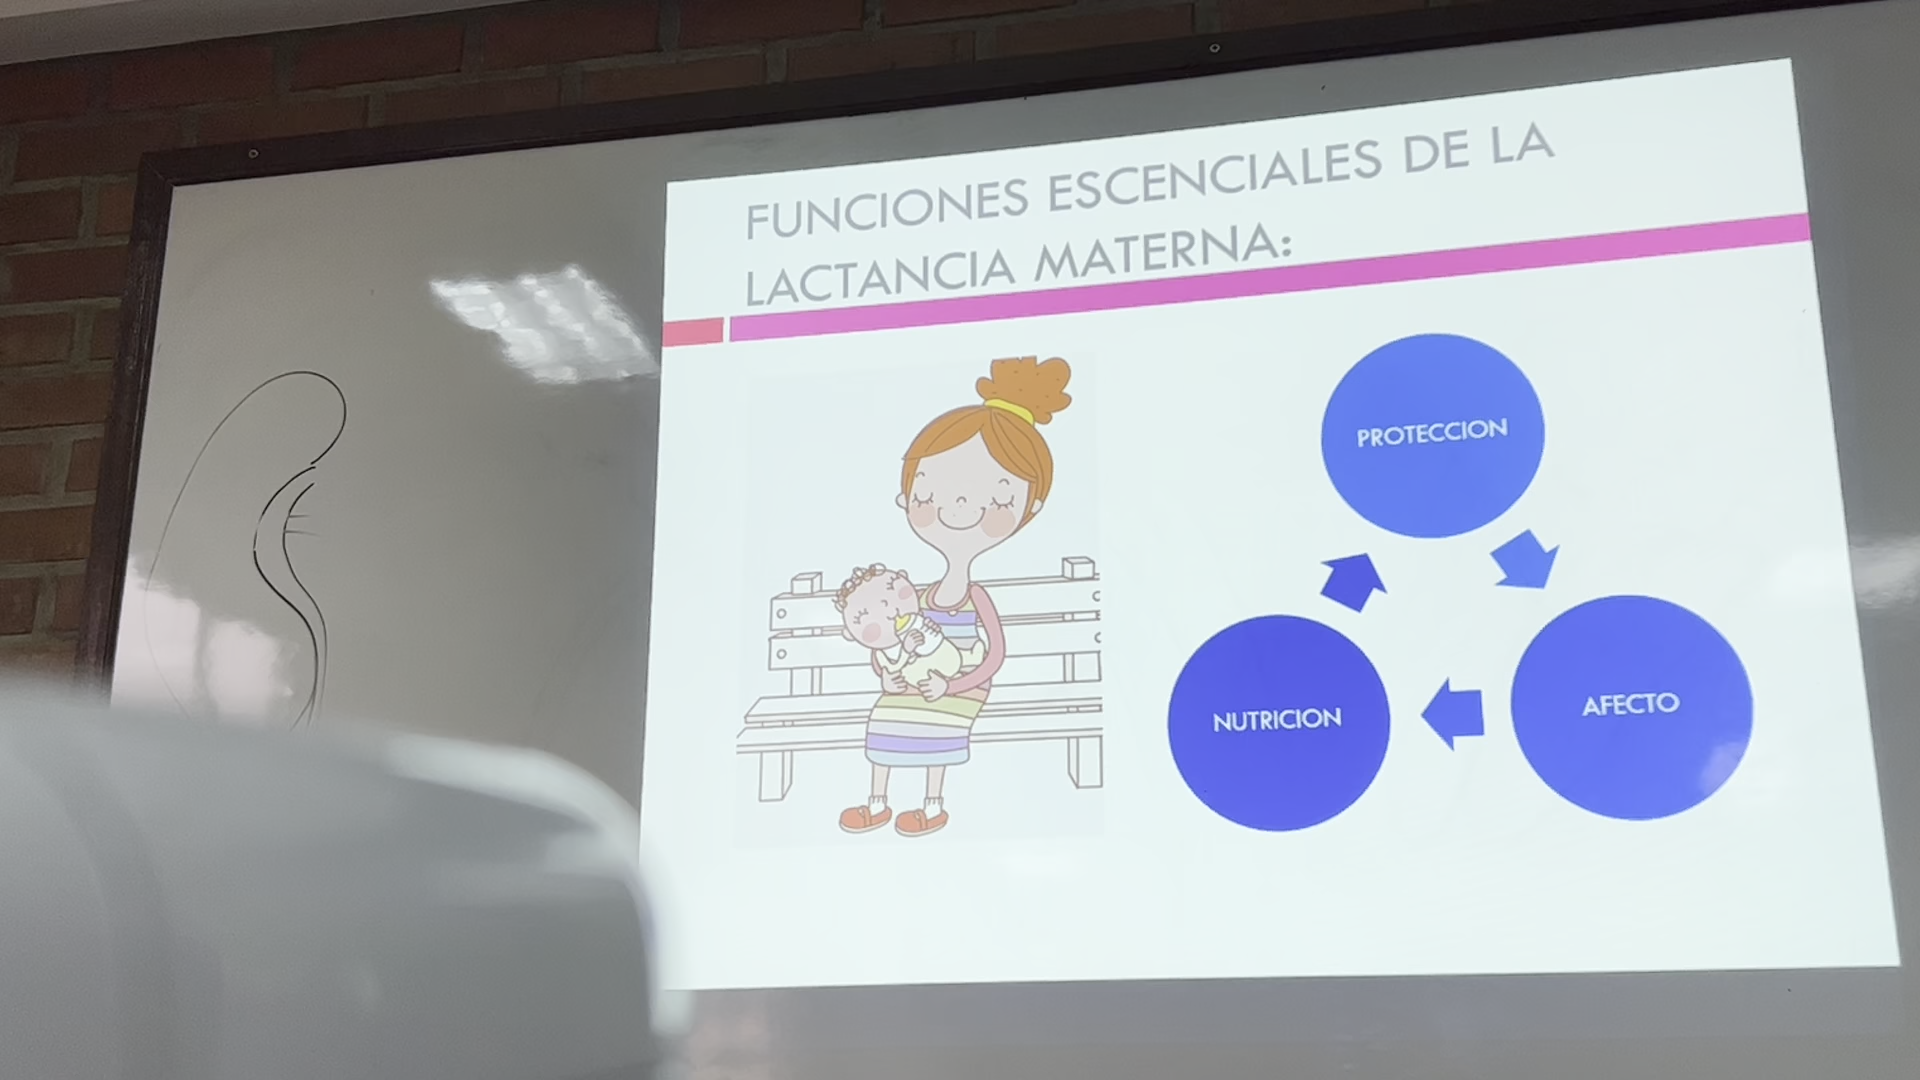 FUNCIONES ESCENCIALES DE LA
LACTANCIA MATERNA:
PROTECCION
NUTRICION
AFECTO